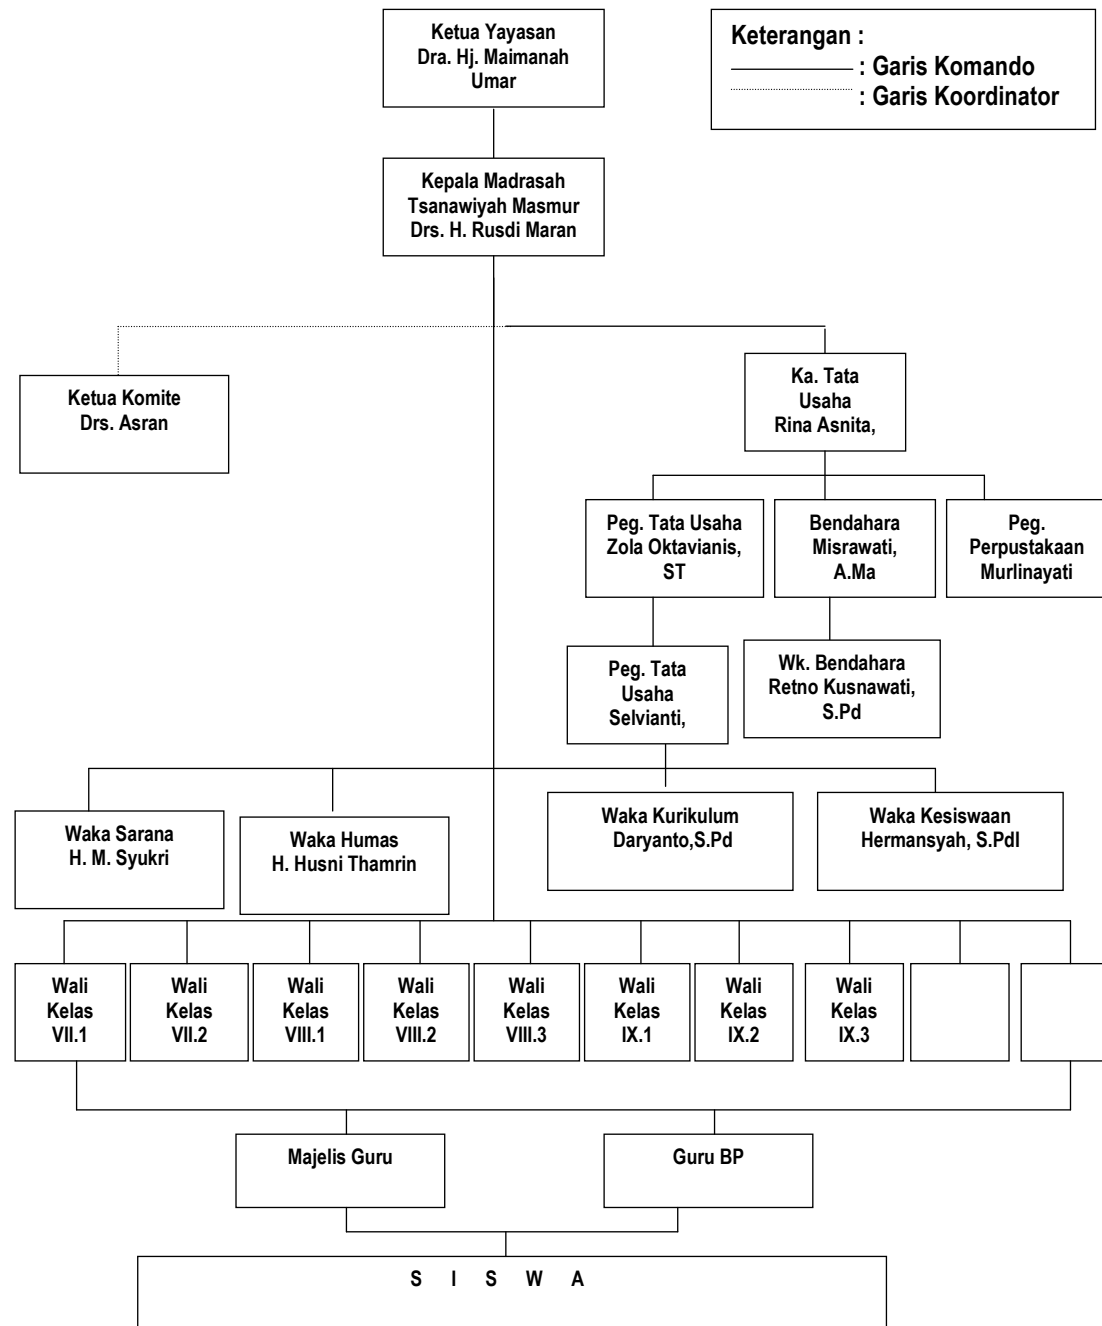 Ketua Yayasan
Dra. Hj. Maimanah
Umar
Keterangan :
: Garis Komando
: Garis Koordinator
Kepala Madrasah
Tsanawiyah Masmur
Drs. H. Rusdi Maran
Ketua Komite
Drs. Asran
Ka. Tata
Usaha
Rina Asnita,
Peg. Tata Usaha
Zola Oktavianis,
ST
Bendahara
Misrawati,
A.Ma
Peg.
Perpustakaan
Murlinayati
Peg. Tata
Usaha
Selvianti,
Wk. Bendahara
Retno Kusnawati,
S.Pd
Waka Sarana
H. M. Syukri
Waka Humas
H. Husni Thamrin
Waka Kurikulum
Daryanto,S.Pd
Waka Kesiswaan
Hermansyah, S.PdI
Wali
Kelas
VII.1
Wali
Kelas
VII.2
Wali
Kelas
VIII.1
Wali
Kelas
VIII.2
Wali
Kelas
VIII.3
Wali
Kelas
IX.1
Wali
Kelas
IX.2
Wali
Kelas
IX.3
Majelis Guru
Guru BP
S I S W A